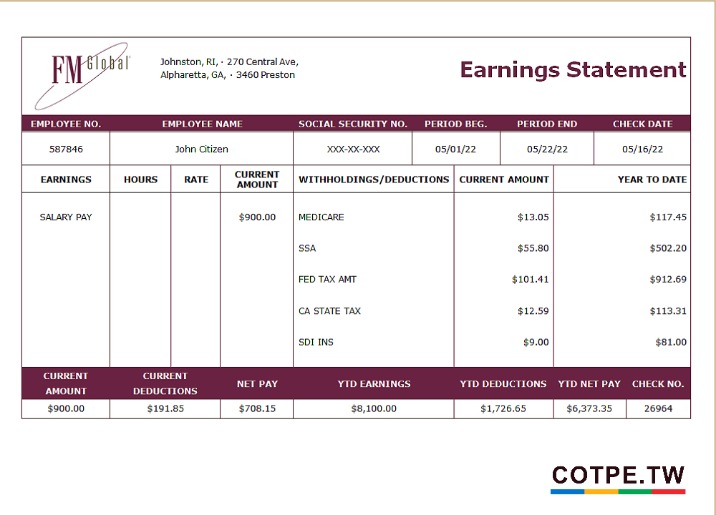 FM Global
Johnston, RI, · 270 Central Ave,
Alpharetta, GA, · 3460 Preston
Earnings Statement
EMPLOYEE NO. EMPLOYEE NAME SOCIAL SECURITY NO. PERIOD BEG. PERIOD END CHECK DATE
587846 John Citizen XXX-XX-XXX 05/01/22 05/22/22 05/16/22
EARNINGS HOURS RATE CURRENT AMOUNT WITHHOLDINGS/DEDUCTIONS CURRENT AMOUNT YEAR TO DATE
SALARY PAY $900.00 MEDICARE $13.05 $117.45
SSA $55.80 $502.20
FED TAX AMT $101.41 $912.69
CA STATE TAX $12.59 $113.31
SDI INS $9.00 $81.00
CURRENT AMOUNT CURRENT DEDUCTIONS NET PAY YTD EARNINGS YTD DEDUCTIONS YTD NET PAY CHECK NO.
$900.00 $191.85 $708.15 $8,100.00 $1,726.65 $6,373.35 26964
COTPE.TW